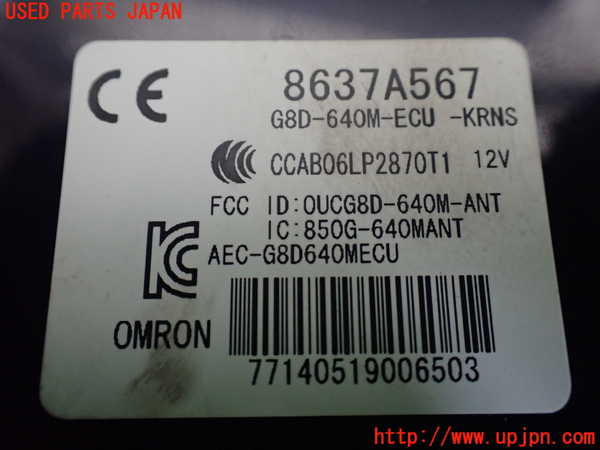 USED PARTS JAPAN
CE
8637A567
G8D-640M-ECU -KRNS
CCAB06LP2870T1 12V
FCC ID:OUCG8D-640M-ANT
IC:850G-640MANT
AEC-G8D640MECU
OMRON
77140519006503
http://www.upjpn.com/